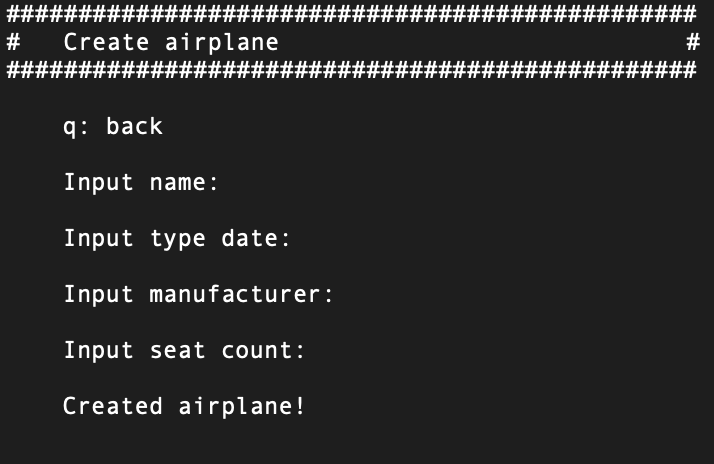 ################################################
#   Create airplane                            #
################################################
q: back
Input name:
Input type date:
Input manufacturer:
Input seat count:
Created airplane!